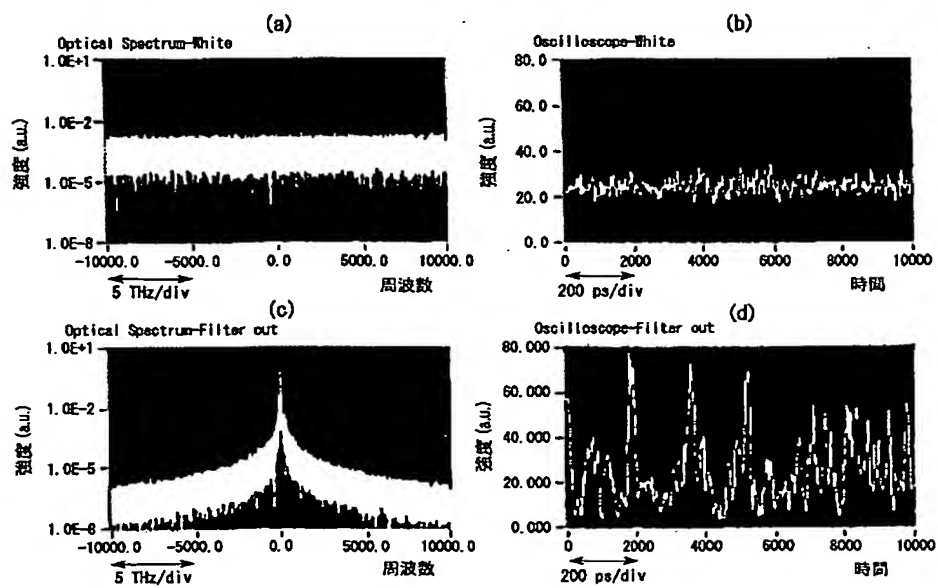 (a)
Optical Spectrum-White
1.0E+1
1.0E-2
1.0E-5
1.0E-8
強度 (a.u.)
-10000.0 -5000.0 0.0 5000.0 10000.0
5 THz/div
周波数
(b)
Oscilloscope-White
80.0
60.0
40.0
20.0
0.0
強度 (a.u.)
0 2000 4000 6000 8000 10000
200 ps/div
時間
(c)
Optical Spectrum-Filter out
1.0E+1
1.0E-2
1.0E-5
1.0E-8
強度 (a.u.)
-10000.0 -5000.0 0.0 5000.0 10000.0
5 THz/div
周波数
(d)
Oscilloscope-Filter out
80.000
60.000
40.000
20.000
0.000
強度 (a.u.)
0 2000 4000 6000 8000 10000
200 ps/div
時間